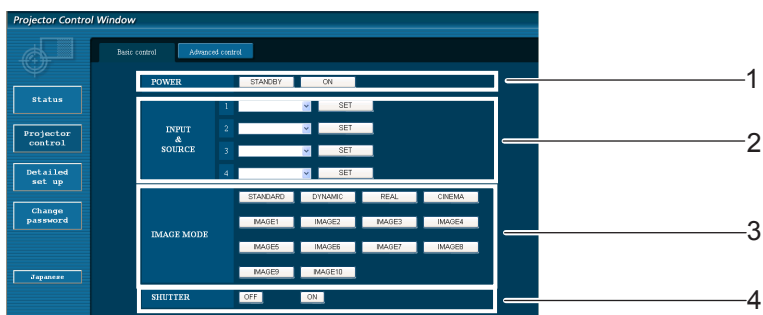 Projector Control Window
Basic control Advanced control
POWER STANDBY ON 1
Status
INPUT & SOURCE
1 SET
2 SET 2
3 SET
4 SET
Projector control
Detailed set up
Change password
Japanese
IMAGE MODE
STANDARD DYNAMIC REAL CINEMA
IMAGE1 IMAGE2 IMAGE3 IMAGE4
3
IMAGE5 IMAGE6 IMAGE7 IMAGE8
IMAGE9 IMAGE10
SHUTTER OFF ON 4